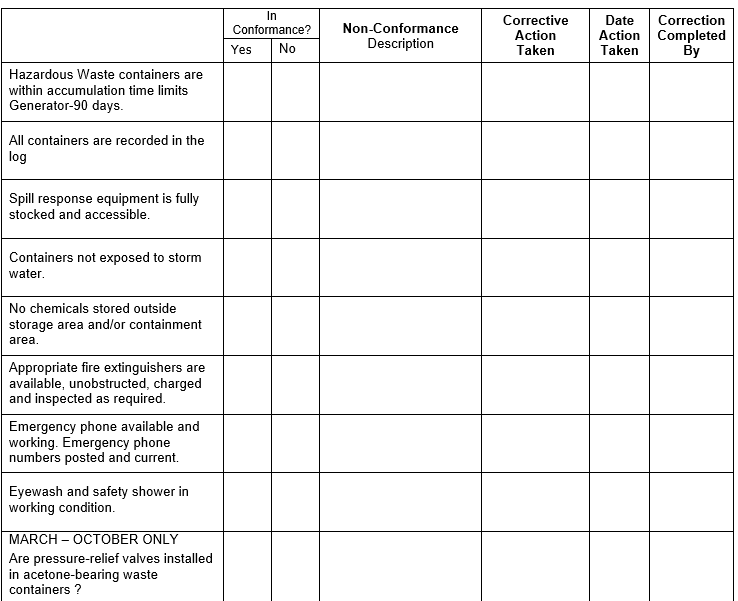 In
Conformance?
Yes No
Non-Conformance
Description
Corrective
Action
Taken
Date
Action
Taken
Correction
Completed
By
Hazardous Waste containers are
within accumulation time limits
Generator-90 days.
All containers are recorded in the
log
Spill response equipment is fully
stocked and accessible.
Containers not exposed to storm
water.
No chemicals stored outside
storage area and/or containment
area.
Appropriate fire extinguishers are
available, unobstructed, charged
and inspected as required.
Emergency phone available and
working. Emergency phone
numbers posted and current.
Eyewash and safety shower in
working condition.
MARCH – OCTOBER ONLY
Are pressure-relief valves installed
in acetone-bearing waste
containers ?